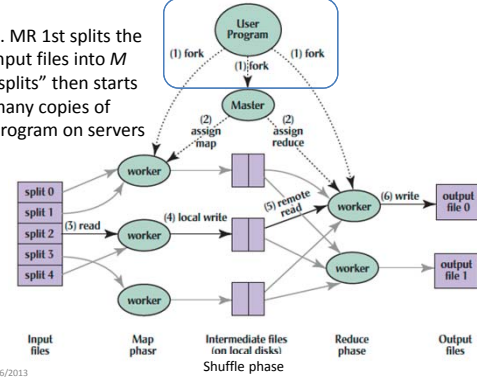 . MR 1st splits the
nput files into M
splits” then starts
many copies of
rogram on servers
User
Program
(1) fork
(1) fork
(1) fork
Master
(2)
assign
map
(2)
assign
reduce
worker
split 0
split 1
split 2
split 3
split 4
(3) read
worker
(4) local write
(5) remote
read
worker
(6) write
output
file 0
worker
output
file 1
worker
Input
files
Map
phasr
Intermediate files
(on local disks)
Reduce
phase
Output
files
Shuffle phase
6/2013